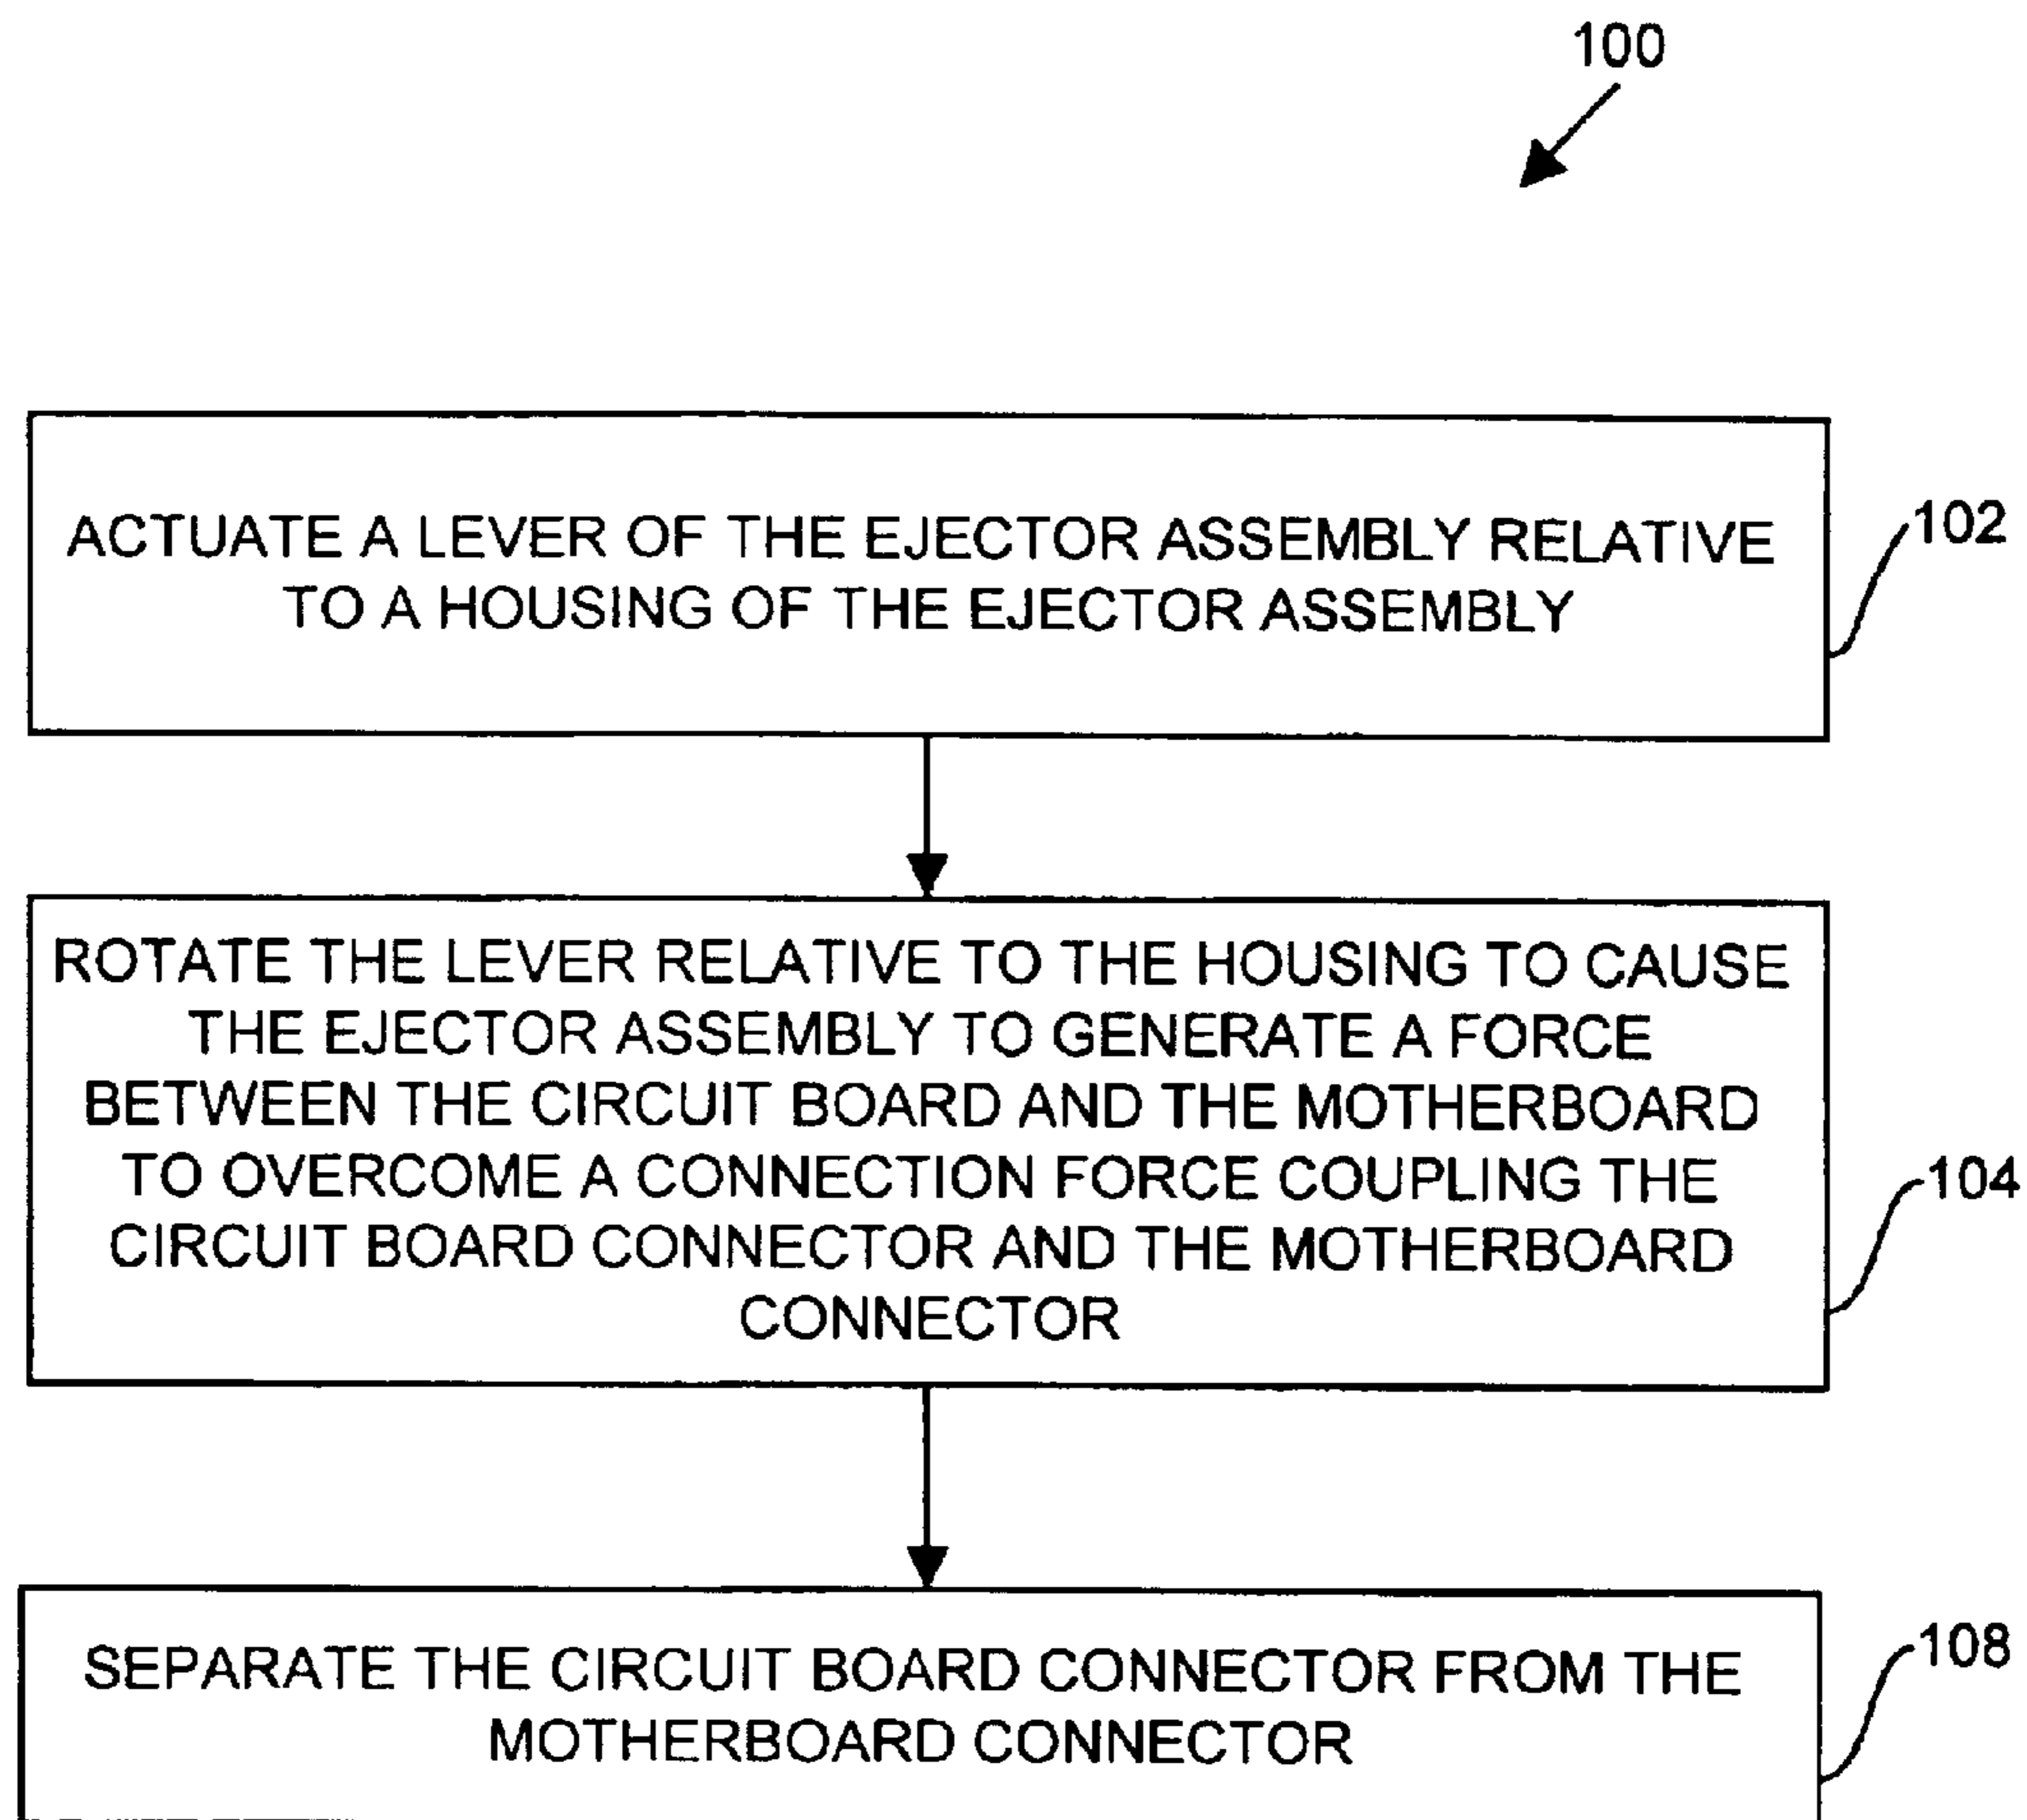 100
ACTUATE A LEVER OF THE EJECTOR ASSEMBLY RELATIVE
TO A HOUSING OF THE EJECTOR ASSEMBLY
102
ROTATE THE LEVER RELATIVE TO THE HOUSING TO CAUSE
THE EJECTOR ASSEMBLY TO GENERATE A FORCE
BETWEEN THE CIRCUIT BOARD AND THE MOTHERBOARD
TO OVERCOME A CONNECTION FORCE COUPLING THE
CIRCUIT BOARD CONNECTOR AND THE MOTHERBOARD
CONNECTOR
104
SEPARATE THE CIRCUIT BOARD CONNECTOR FROM THE
MOTHERBOARD CONNECTOR
108